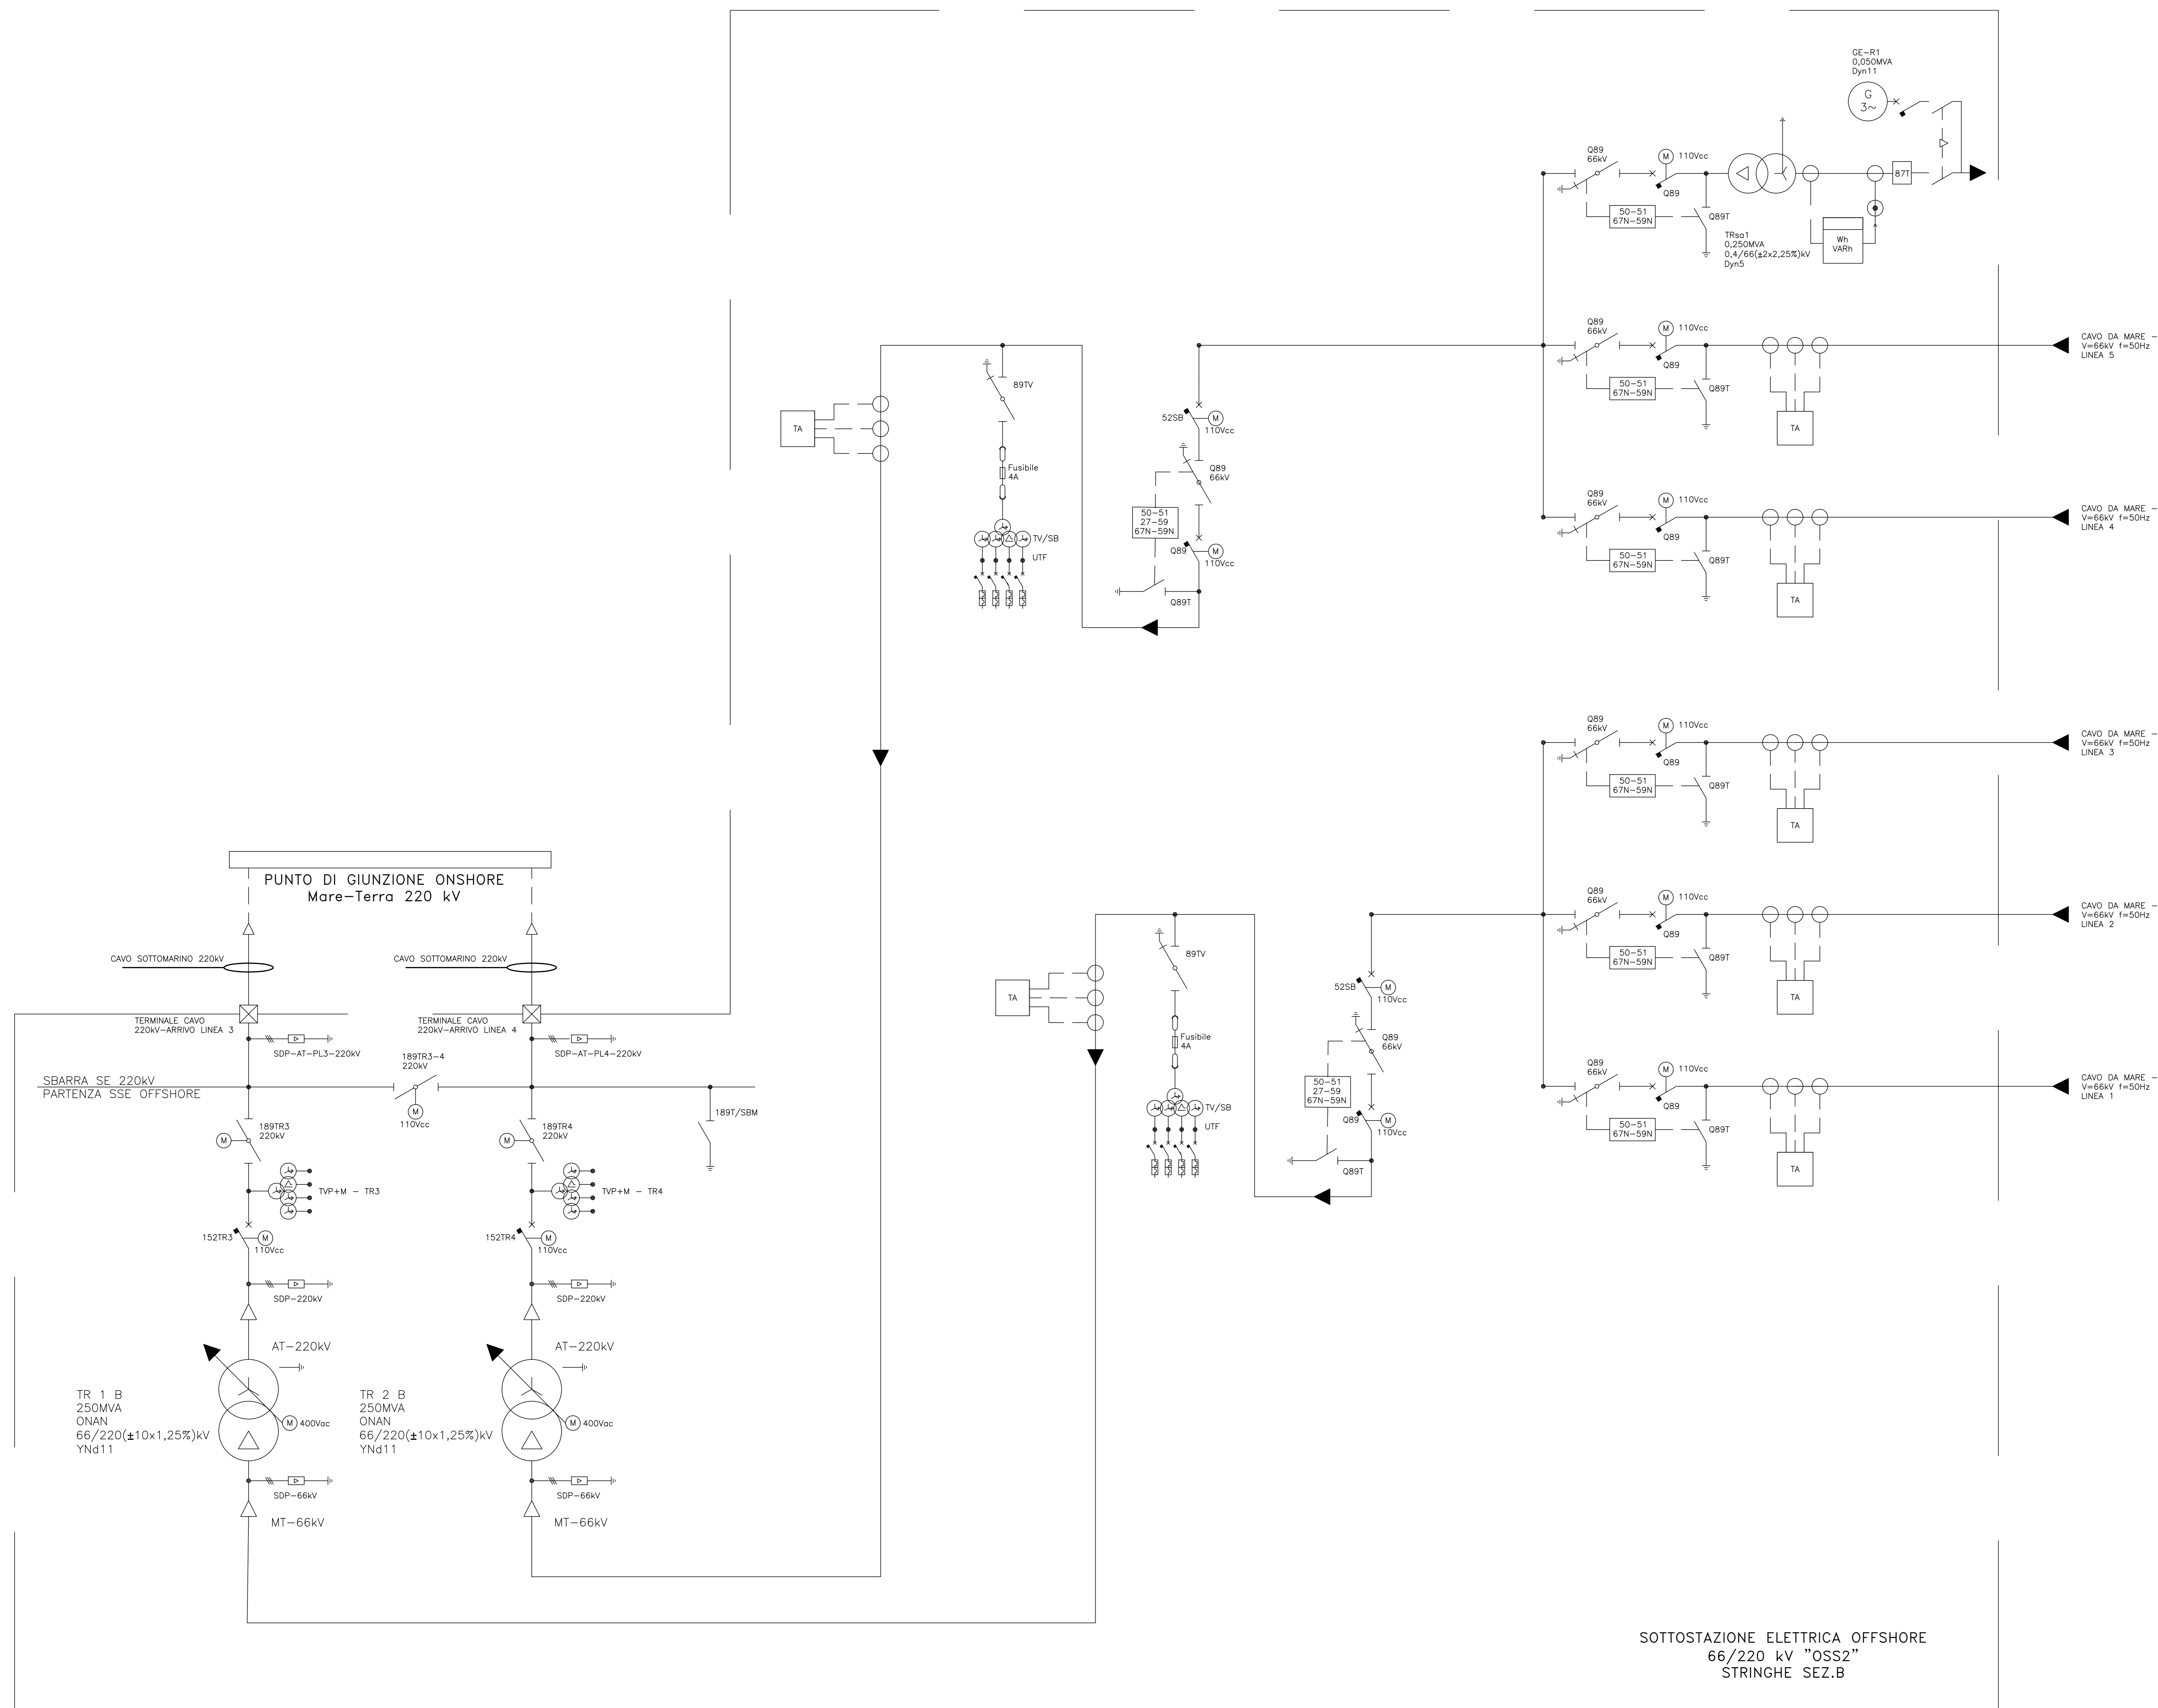 GE-R1
0,050MVA
Dyn11
G
3~
Q89
66kV
M
110Vcc
Q89
50-51
67N-59N
Q89T
87T
Wh
VARh
TRsa1
0,250MVA
0,4/66(±2x2,25%)kV
Dyn5
Q89
66kV
M
110Vcc
Q89
50-51
67N-59N
Q89T
TA
CAVO DA MARE -
V=66kV f=50Hz
LINEA 5
Q89
66kV
M
110Vcc
Q89
50-51
67N-59N
Q89T
TA
CAVO DA MARE -
V=66kV f=50Hz
LINEA 4
TA
89TV
Fusibile
4A
TV/SB
UTF
52SB
M
110Vcc
Q89
66kV
50-51
27-59
67N-59N
Q89
M
110Vcc
Q89T
Q89
66kV
M
110Vcc
Q89
50-51
67N-59N
Q89T
TA
CAVO DA MARE -
V=66kV f=50Hz
LINEA 3
Q89
66kV
M
110Vcc
Q89
50-51
67N-59N
Q89T
TA
CAVO DA MARE -
V=66kV f=50Hz
LINEA 2
Q89
66kV
M
110Vcc
Q89
50-51
67N-59N
Q89T
TA
CAVO DA MARE -
V=66kV f=50Hz
LINEA 1
TA
89TV
Fusibile
4A
TV/SB
UTF
52SB
M
110Vcc
Q89
66kV
50-51
27-59
67N-59N
Q89
M
110Vcc
Q89T
PUNTO DI GIUNZIONE ONSHORE
Mare-Terra 220 kV
CAVO SOTTOMARINO 220kV
CAVO SOTTOMARINO 220kV
TERMINALE CAVO
220kV-ARRIVO LINEA 3
TERMINALE CAVO
220kV-ARRIVO LINEA 4
SDP-AT-PL3-220kV
SDP-AT-PL4-220kV
SBARRA SE 220kV
PARTENZA SSE OFFSHORE
189TR3-4
220kV
M
110Vcc
189T/SBM
189TR3
220kV
M
189TR4
220kV
M
TVP+M - TR3
TVP+M - TR4
152TR3
M
110Vcc
152TR4
M
110Vcc
SDP-220kV
SDP-220kV
AT-220kV
AT-220kV
TR 1 B
250MVA
ONAN
66/220(±10x1,25%)kV
YNd11
M
400Vac
TR 2 B
250MVA
ONAN
66/220(±10x1,25%)kV
YNd11
M
400Vac
SDP-66kV
SDP-66kV
MT-66kV
MT-66kV
SOTTOSTAZIONE ELETTRICA OFFSHORE
66/220 kV "OSS2"
STRINGHE SEZ.B